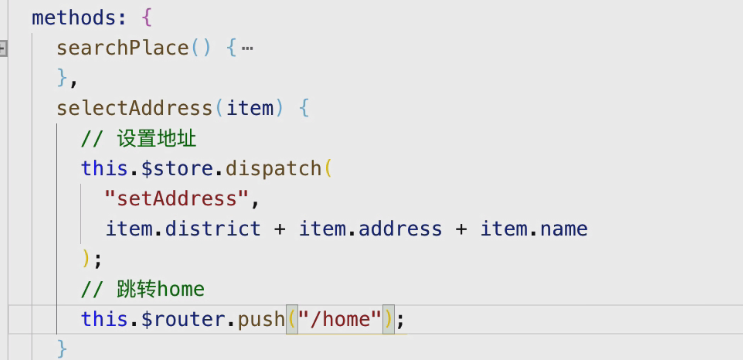 methods: {
searchPlace() {…
},
selectAddress(item) {
// 设置地址
this.$store.dispatch(
"setAddress",
item.district + item.address + item.name
);
// 跳转home
this.$router.push("/home");
}